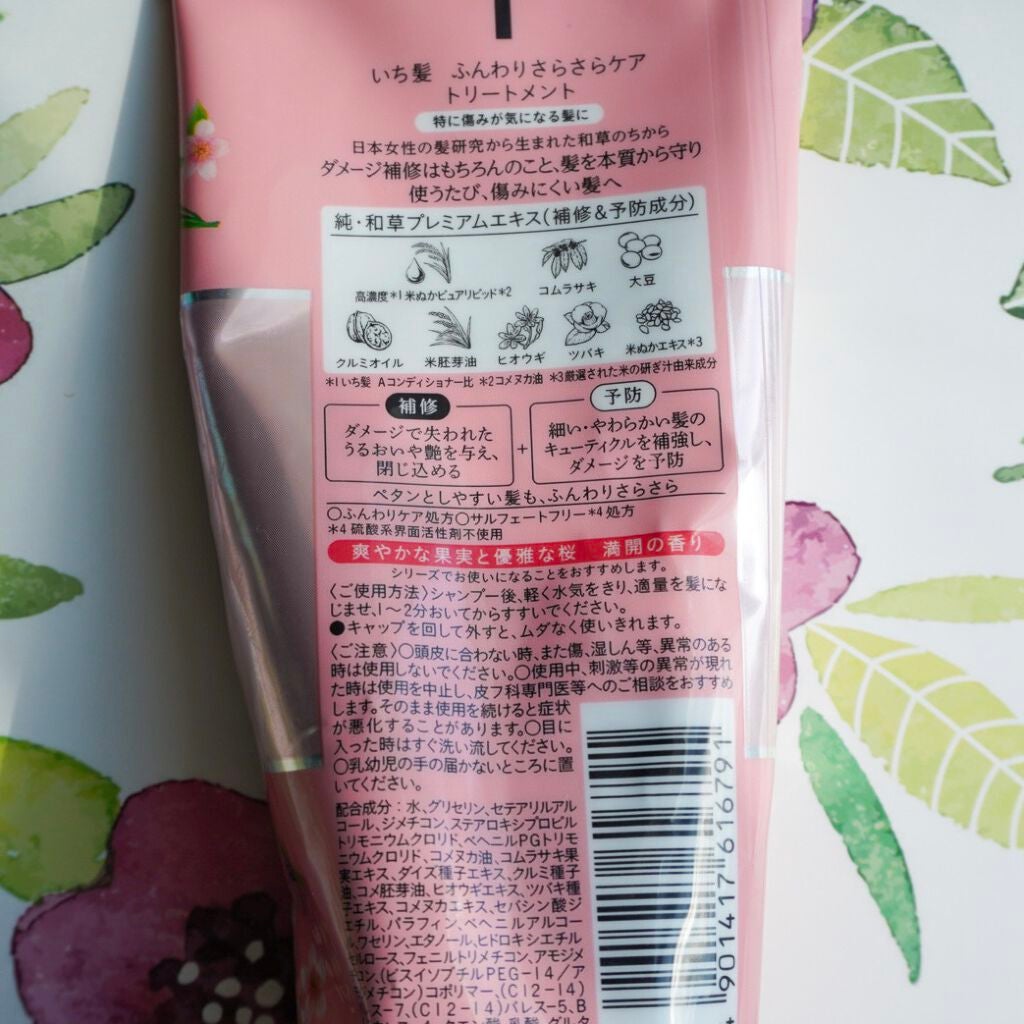 いち髪 ふんわりさらさらケア
トリートメント
特に傷みが気になる髪に
日本女性の髪研究から生まれた和草のちから
ダメージ補修はもちろんのこと、髪を本質から守り
使うたび、傷みにくい髪へ
純・和草プレミアムエキス(補修&予防成分)
高濃度*1米ぬかピュアリピッド*2 コムラサキ 大豆
クルミオイル 米胚芽油 ヒオウギ ツバキ 米ぬかエキス*3
*1いち髪 Aコンディショナー比 *2コメヌカ油 *3厳選された米の研ぎ汁由来成分
補修
ダメージで失われた
うるおいや艶を与え、
閉じ込める
+
予防
細い・やわらかい髪の
キューティクルを補強し、
ダメージを予防
ペタンとしやすい髪も、ふんわりさらさら
○ふんわりケア処方○サルフェートフリー*4処方
*4硫酸系界面活性剤不使用
爽やかな果実と優雅な桜 満開の香り
シリーズでお使いになることをおすすめします。
〈ご使用方法〉シャンプー後、軽く水気をきり、適量を髪にな
じませ、1〜2分おいてからすすいでください。
●キャップを回して外すと、ムダなく使いきれます。
〈ご注意〉○頭皮に合わない時、また傷、湿しん等、異常のある
時は使用しないでください。○使用中、刺激等の異常が現れ
た時は使用を中止し、皮フ科専門医等へのご相談をおすすめ
します。そのまま使用を続けると症状
が悪化することがあります。○目に
入った時はすぐ洗い流してください。
○乳幼児の手の届かないところに置
いてください。
配合成分:水、グリセリン、セテアリルアル
コール、ジメチコン、ステアロキシプロピル
トリモニウムクロリド、ベヘニルPGトリモ
ニウムクロリド、コメヌカ油、コムラサキ果
実エキス、ダイズ種子エキス、クルミ種子
油、コメ胚芽油、ヒオウギエキス、ツバキ種
子エキス、コメヌカエキス、セバシン酸ジ
エチル、パラフィン、ベヘニルアルコー
ル、ワセリン、エタノール、ヒドロキシエチル
セルロース、フェニルトリメチコン、アモジメ
チコン、(ビスイソブチルPEG-14/ア
モジメチコン)コポリマー、(C12-14)
ス-7、(C12-14)パレス-5、B
クエン酸、乳酸、グルタ
4 901417 616791